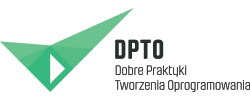 DPTO
Dobre Praktyki
Tworzenia Oprogramowania